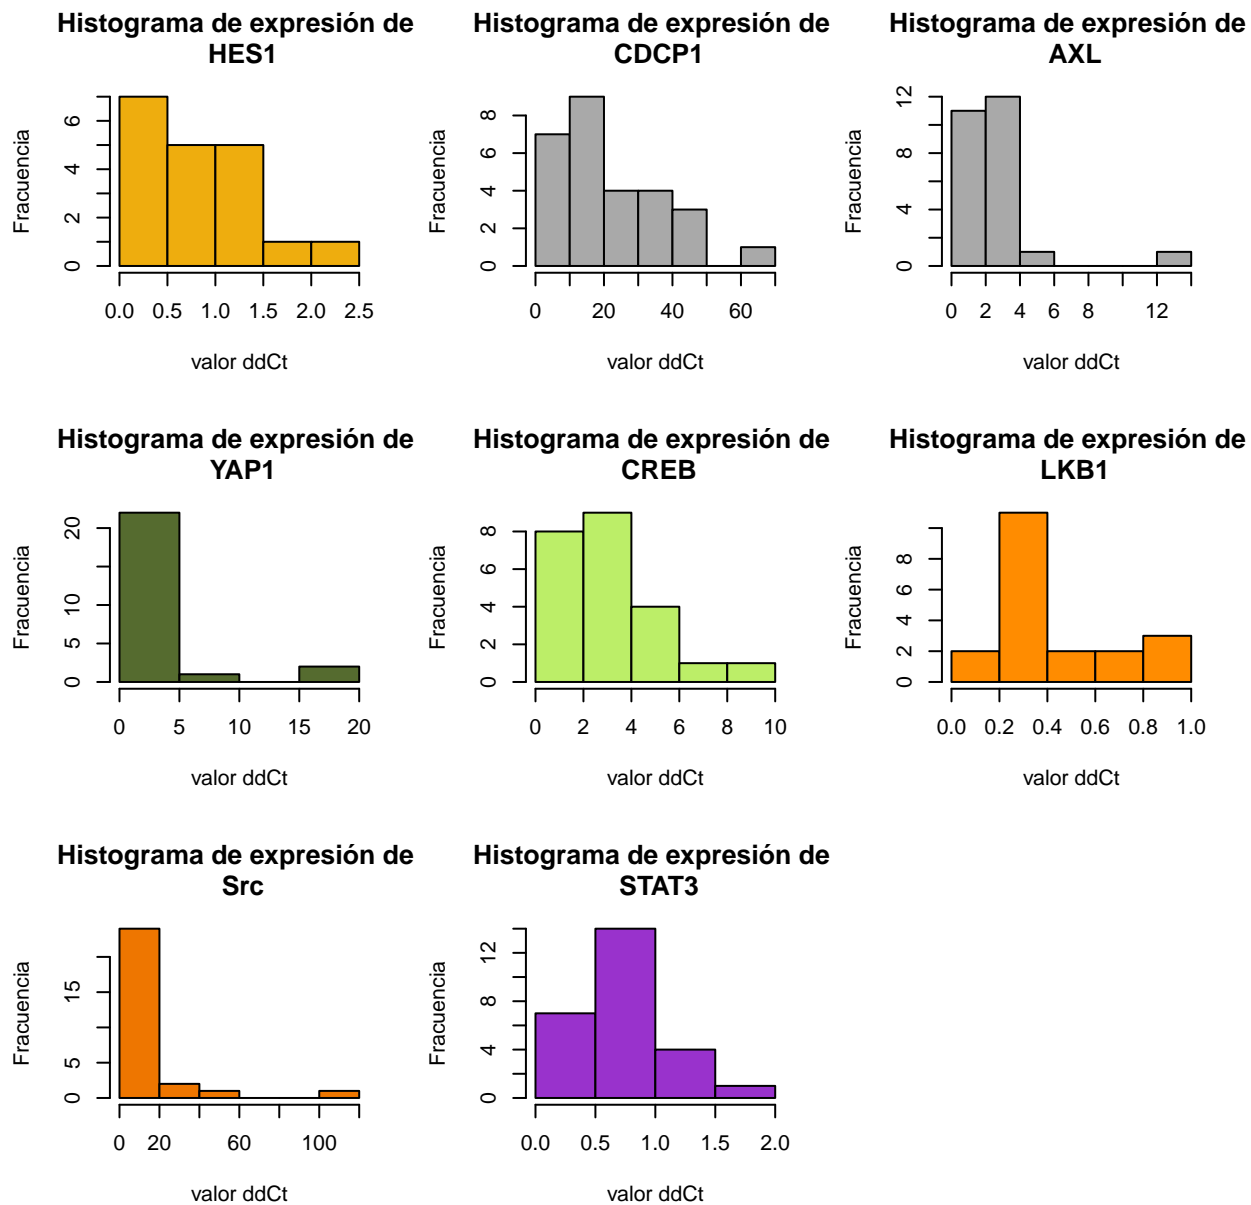 Histograma de expresión de
HES1
Fracuencia
0 2 4 6
0.0 0.5 1.0 1.5 2.0 2.5
valor ddCt
Histograma de expresión de
CDCP1
Fracuencia
0 2 4 6 8
0 20 40 60
valor ddCt
Histograma de expresión de
AXL
Fracuencia
0 4 8 12
0 2 4 6 8 12
valor ddCt
Histograma de expresión de
YAP1
Fracuencia
0 5 10 20
0 5 10 15 20
valor ddCt
Histograma de expresión de
CREB
Fracuencia
0 2 4 6 8
0 2 4 6 8 10
valor ddCt
Histograma de expresión de
LKB1
Fracuencia
0 2 4 6 8
0.0 0.2 0.4 0.6 0.8 1.0
valor ddCt
Histograma de expresión de
Src
Fracuencia
0 5 15
0 20 60 100
valor ddCt
Histograma de expresión de
STAT3
Fracuencia
0 4 8 12
0.0 0.5 1.0 1.5 2.0
valor ddCt